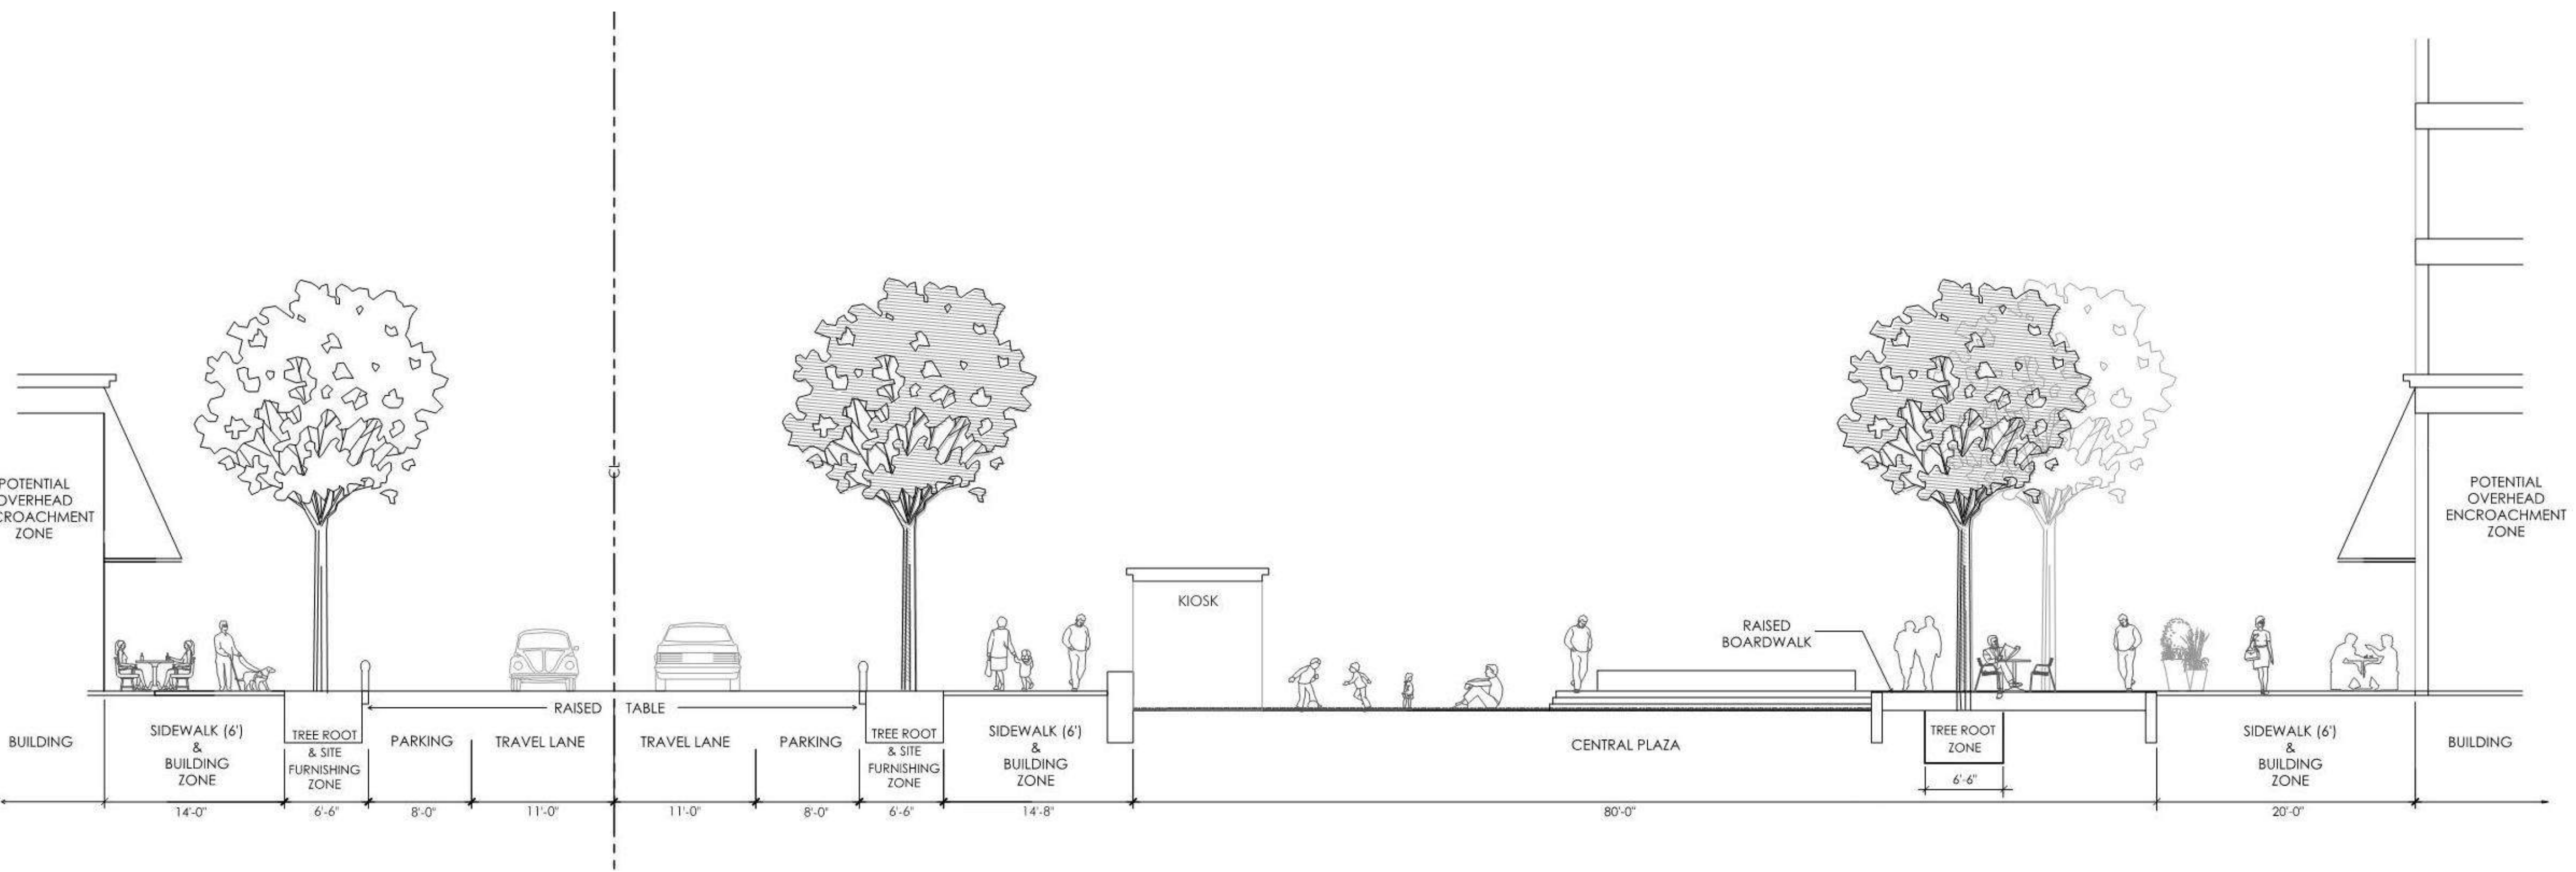 POTENTIAL
OVERHEAD
CROACHMENT
ZONE
CL
KIOSK
RAISED
BOARDWALK
POTENTIAL
OVERHEAD
ENCROACHMENT
ZONE
RAISED TABLE
BUILDING
SIDEWALK (6')
&
BUILDING
ZONE
TREE ROOT
& SITE
FURNISHING
ZONE
PARKING
TRAVEL LANE
TRAVEL LANE
PARKING
TREE ROOT
& SITE
FURNISHING
ZONE
SIDEWALK (6')
&
BUILDING
ZONE
CENTRAL PLAZA
TREE ROOT
ZONE
6'-6"
SIDEWALK (6')
&
BUILDING
ZONE
BUILDING
14'-0"
6'-6"
8'-0"
11'-0"
11'-0"
8'-0"
6'-6"
14'-8"
80'-0"
20'-0"